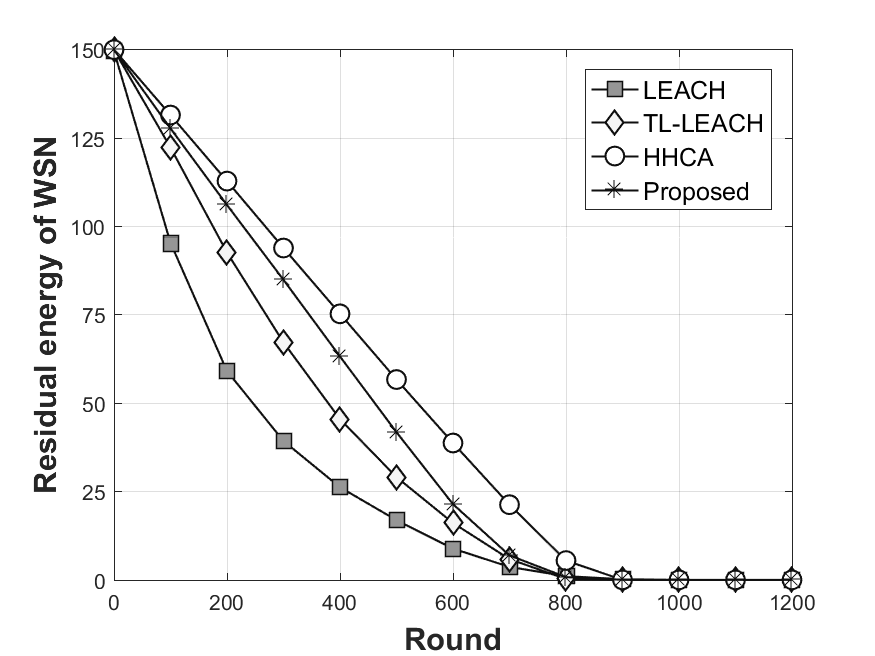 150
125
100
75
50
25
0
Residual energy of WSN
LEACH
TL-LEACH
HHCA
Proposed
0 200 400 600 800 1000 1200
Round